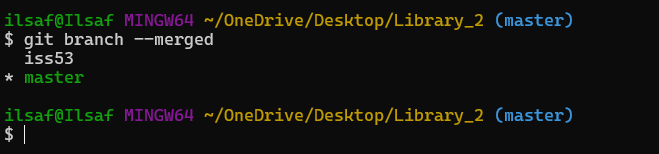 ilsaf@Ilsaf MINGW64 ~/OneDrive/Desktop/Library_2 (master)
$ git branch --merged
  iss53
* master

ilsaf@Ilsaf MINGW64 ~/OneDrive/Desktop/Library_2 (master)
$